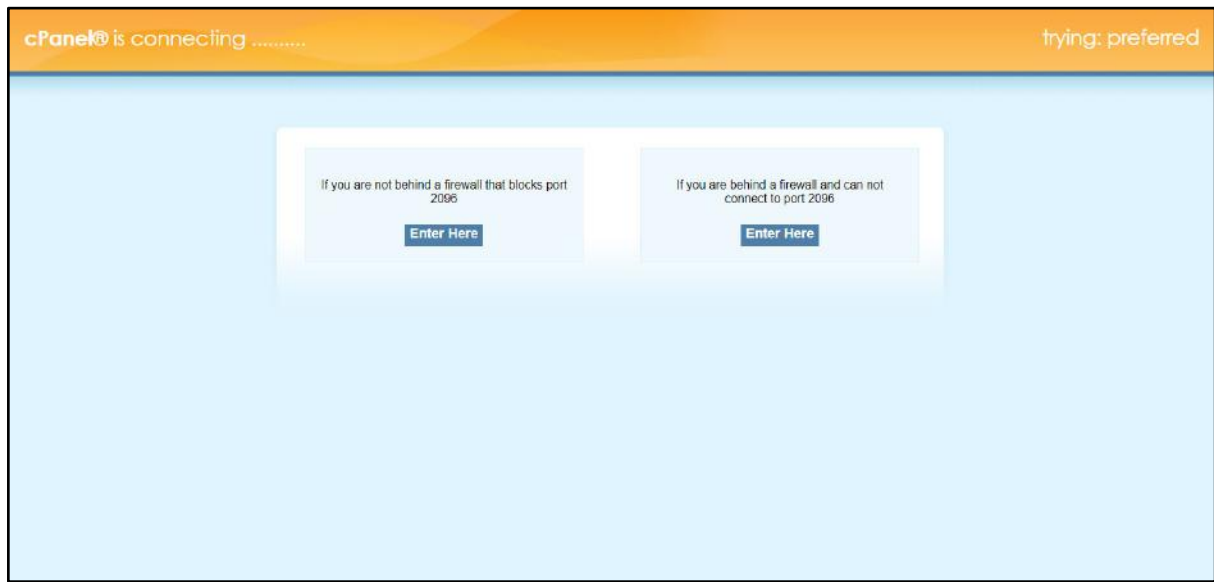 cPanel® is connecting ..........
trying: preferred
If you are not behind a firewall that blocks port
2096
Enter Here
If you are behind a firewall and can not
connect to port 2096
Enter Here